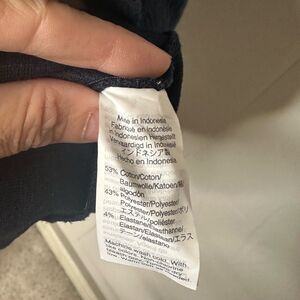 Made in Indonesia
Fabriqué en Indonésie
in Indonesien Hergestellt
Vervaardigd in Indonesië
インドネシア製
Hecho en Indonesia
53% Cotton/Coton/
Baumwolle/Katoen/綿/
algodón
43% Polyester/Polyester/
Polyester/Polyester/ポリ
エステル/poliéster
4% Elastane/Élasthanne/
Elastan/Elastaan/エラス
/elastano
Machine wash cold. With